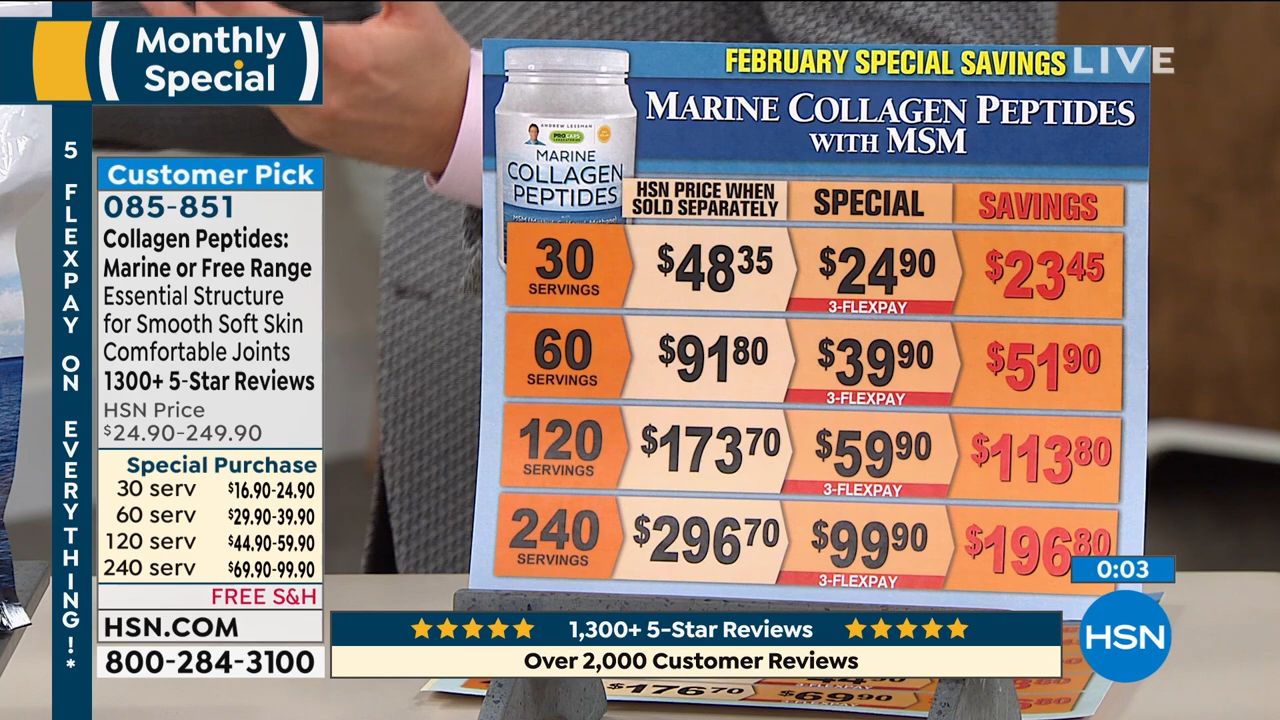 ( Monthly
Special )
5 FLEXPAY ON EVERYTHING!*
Customer Pick
085-851
Collagen Peptides:
Marine or Free Range
Essential Structure
for Smooth Soft Skin
Comfortable Joints
1300+ 5-Star Reviews
HSN Price
$24.90-249.90
Special Purchase
30 serv $16.90-24.90
60 serv $29.90-39.90
120 serv $44.90-59.90
240 serv $69.90-99.90
FREE S&H
HSN.COM
800-284-3100
FEBRUARY SPECIAL SAVINGS
LIVE
MARINE COLLAGEN PEPTIDES
WITH MSM
ANDREW LESSMAN
PROCAPS
LABORATORIES
MARINE
COLLAGEN
PEPTIDES
HSN PRICE WHEN
SOLD SEPARATELY
SPECIAL
SAVINGS
30
SERVINGS
$48 35
$24 90
3-FLEXPAY
$23 45
60
SERVINGS
$91 80
$39 90
3-FLEXPAY
$51 90
120
SERVINGS
$173 70
$59 90
3-FLEXPAY
$113 80
240
SERVINGS
$296 70
$99 90
3-FLEXPAY
$196 80
0:03
HSN
1,300+ 5-Star Reviews
Over 2,000 Customer Reviews
$176 70
$69 90